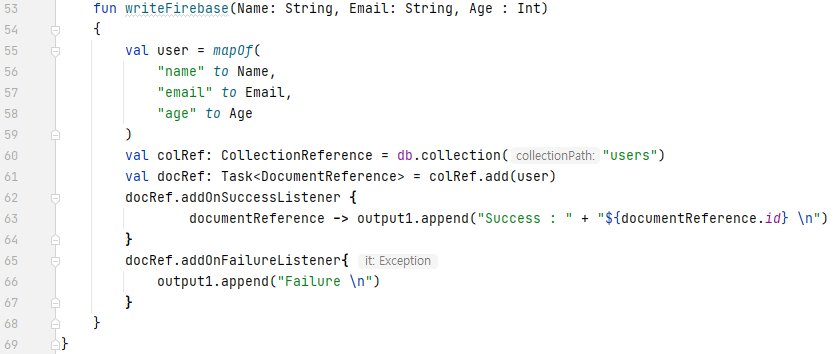 53 fun writeFirebase(Name: String, Email: String, Age : Int)
54 {
55 val user = mapOf(
56 "name" to Name,
57 "email" to Email,
58 "age" to Age
59 )
60 val colRef: CollectionReference = db.collection( collectionPath: "users")
61 val docRef: Task<DocumentReference> = colRef.add(user)
62 docRef.addOnSuccessListener {
63 documentReference -> output1.append("Success : " + "${documentReference.id} \n")
64 }
65 docRef.addOnFailureListener{ it: Exception
66 output1.append("Failure \n")
67 }
68 }
69 }